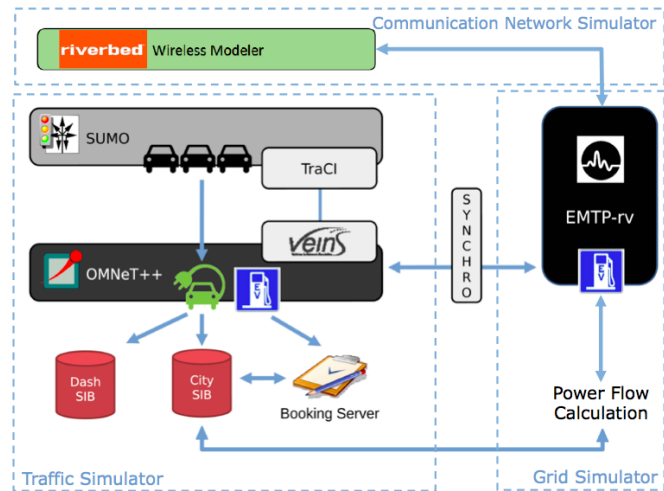 Communication Network Simulator
riverbed Wireless Modeler
SUMO
TraCI
SYNCHRO
EMTP-rv
veins
OMNeT++
EV
EV
Dash
SIB
City
SIB
Booking Server
Power Flow
Calculation
Traffic Simulator
Grid Simulator